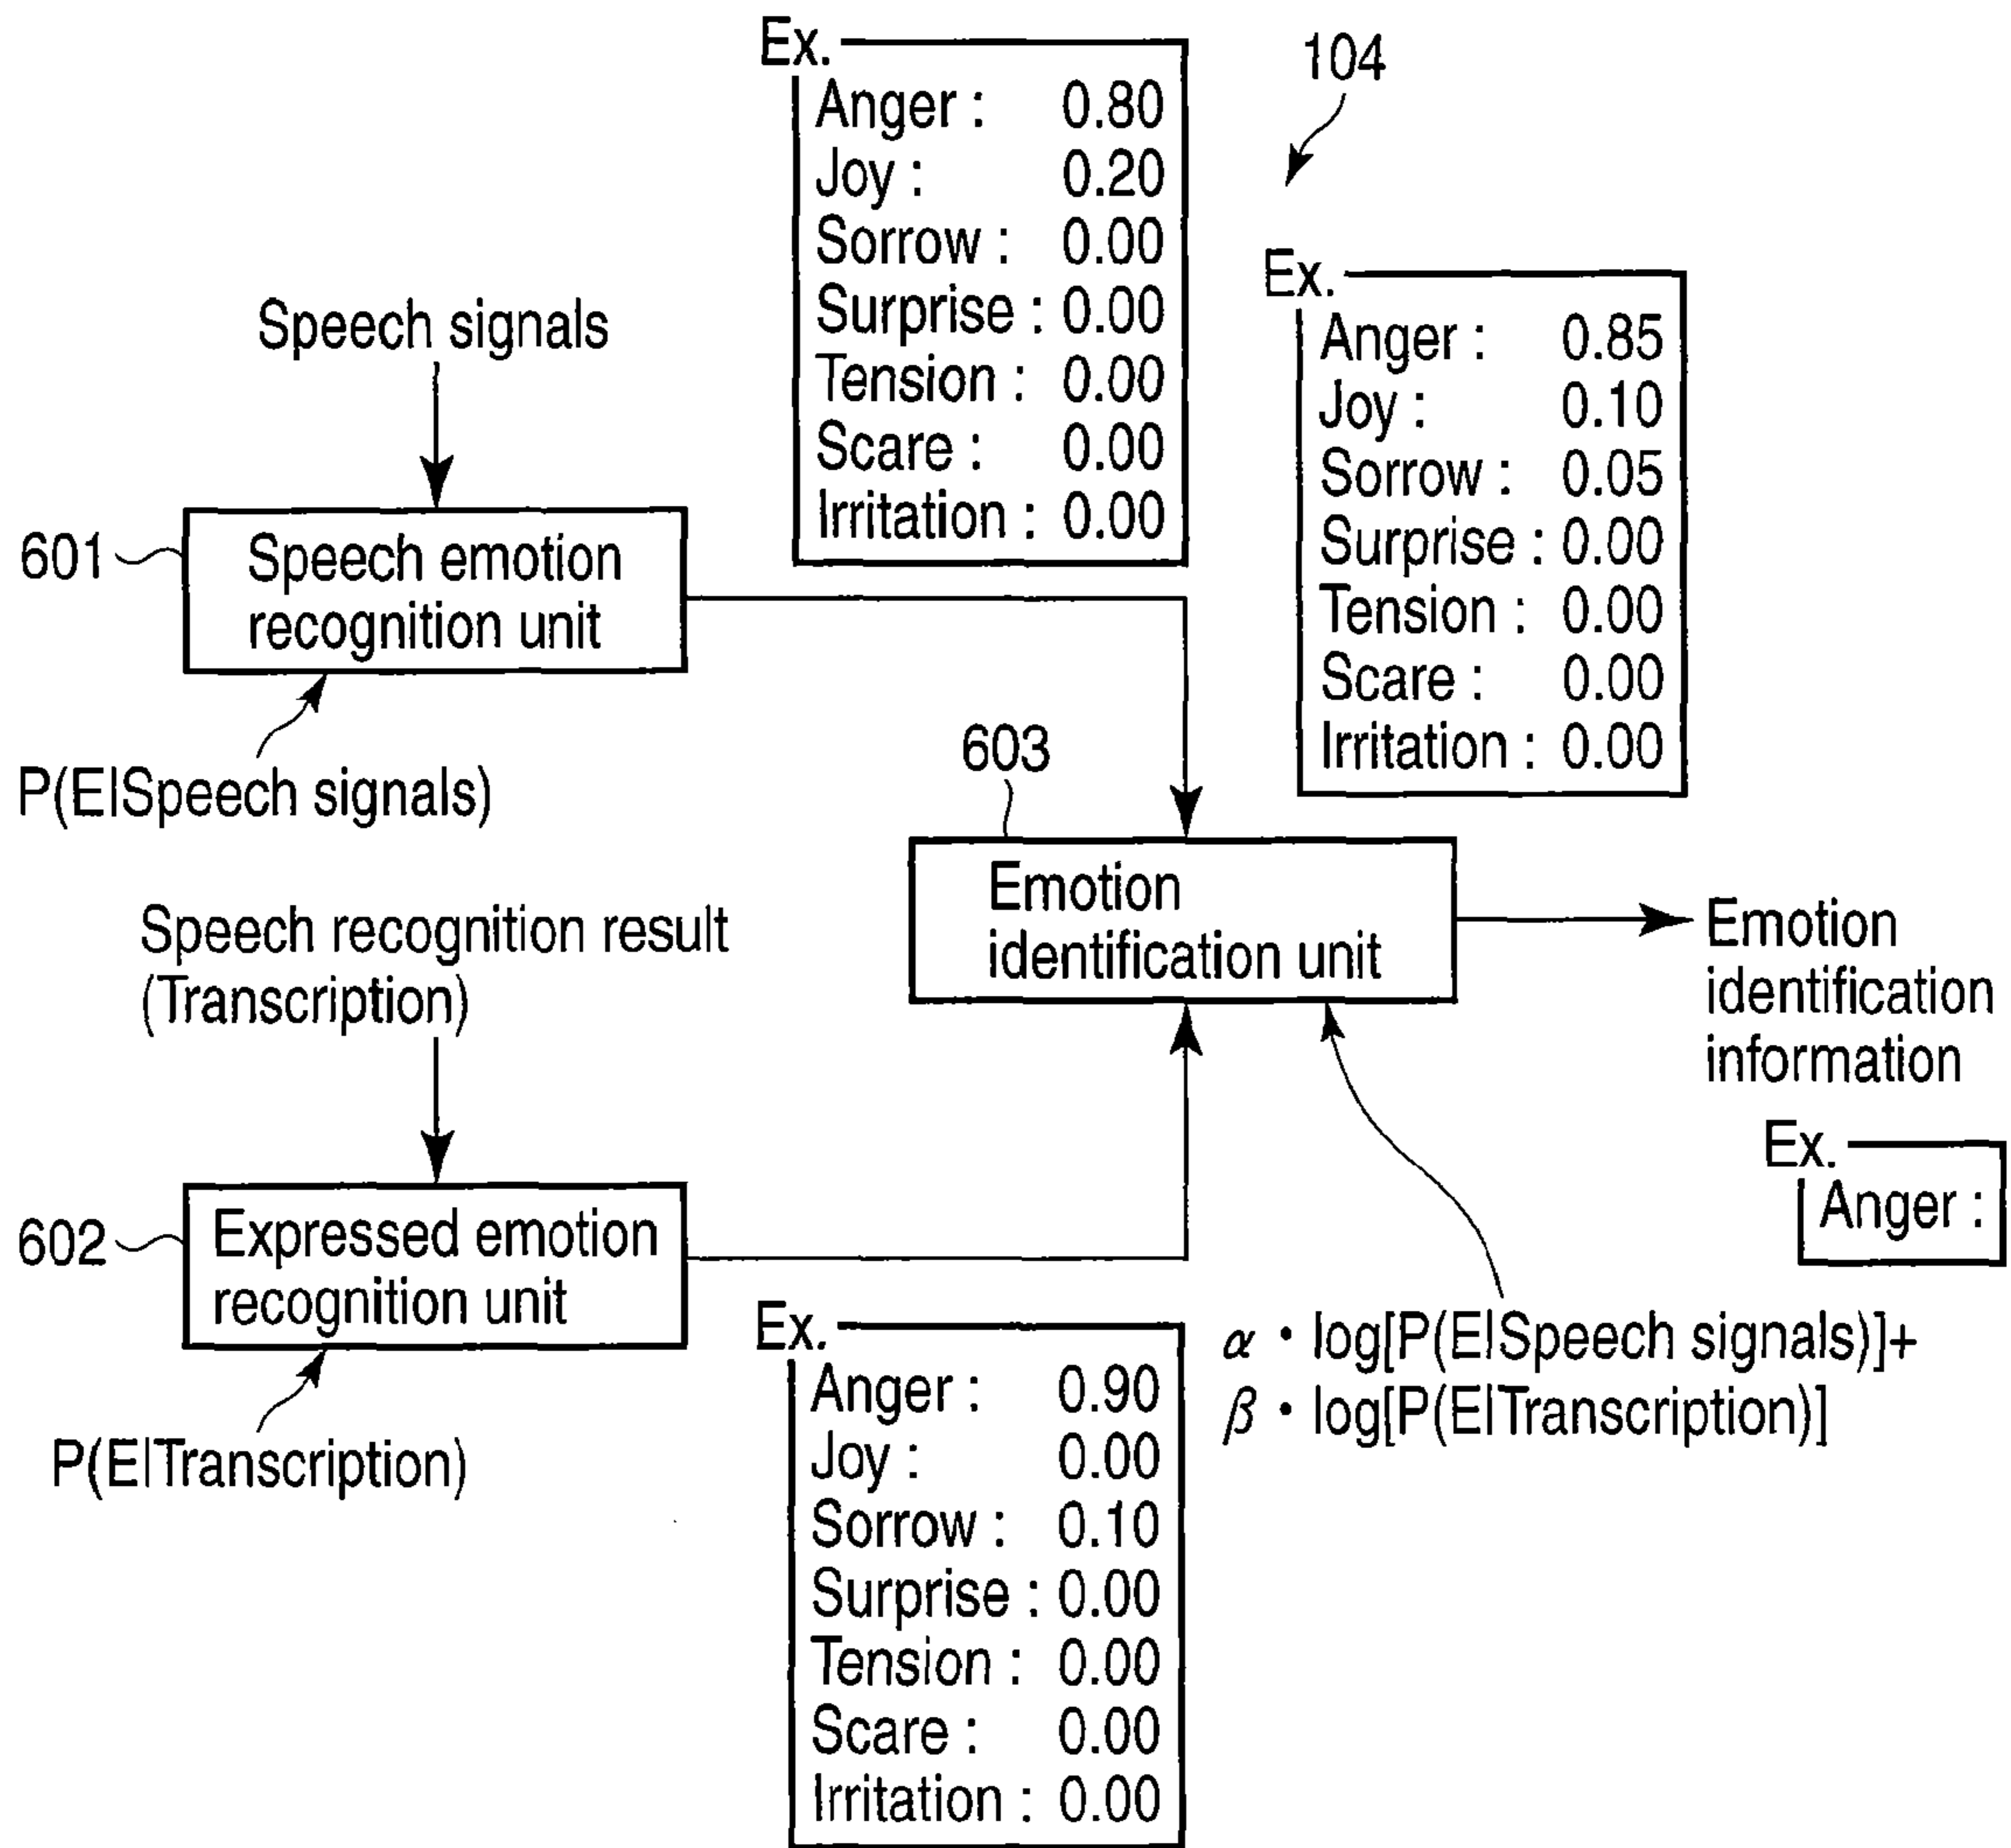 104
Ex.
Anger : 0.80
Joy : 0.20
Sorrow : 0.00
Surprise : 0.00
Tension : 0.00
Scare : 0.00
Irritation : 0.00
Ex.
Anger : 0.85
Joy : 0.10
Sorrow : 0.05
Surprise : 0.00
Tension : 0.00
Scare : 0.00
Irritation : 0.00
Speech signals
601
Speech emotion
recognition unit
P(E|Speech signals)
603
Emotion
identification unit
Emotion
identification
information
Ex.
Anger :
Speech recognition result
(Transcription)
602
Expressed emotion
recognition unit
P(E|Transcription)
Ex.
Anger : 0.90
Joy : 0.00
Sorrow : 0.10
Surprise : 0.00
Tension : 0.00
Scare : 0.00
Irritation : 0.00
α · log[P(E|Speech signals)]+
β · log[P(E|Transcription)]